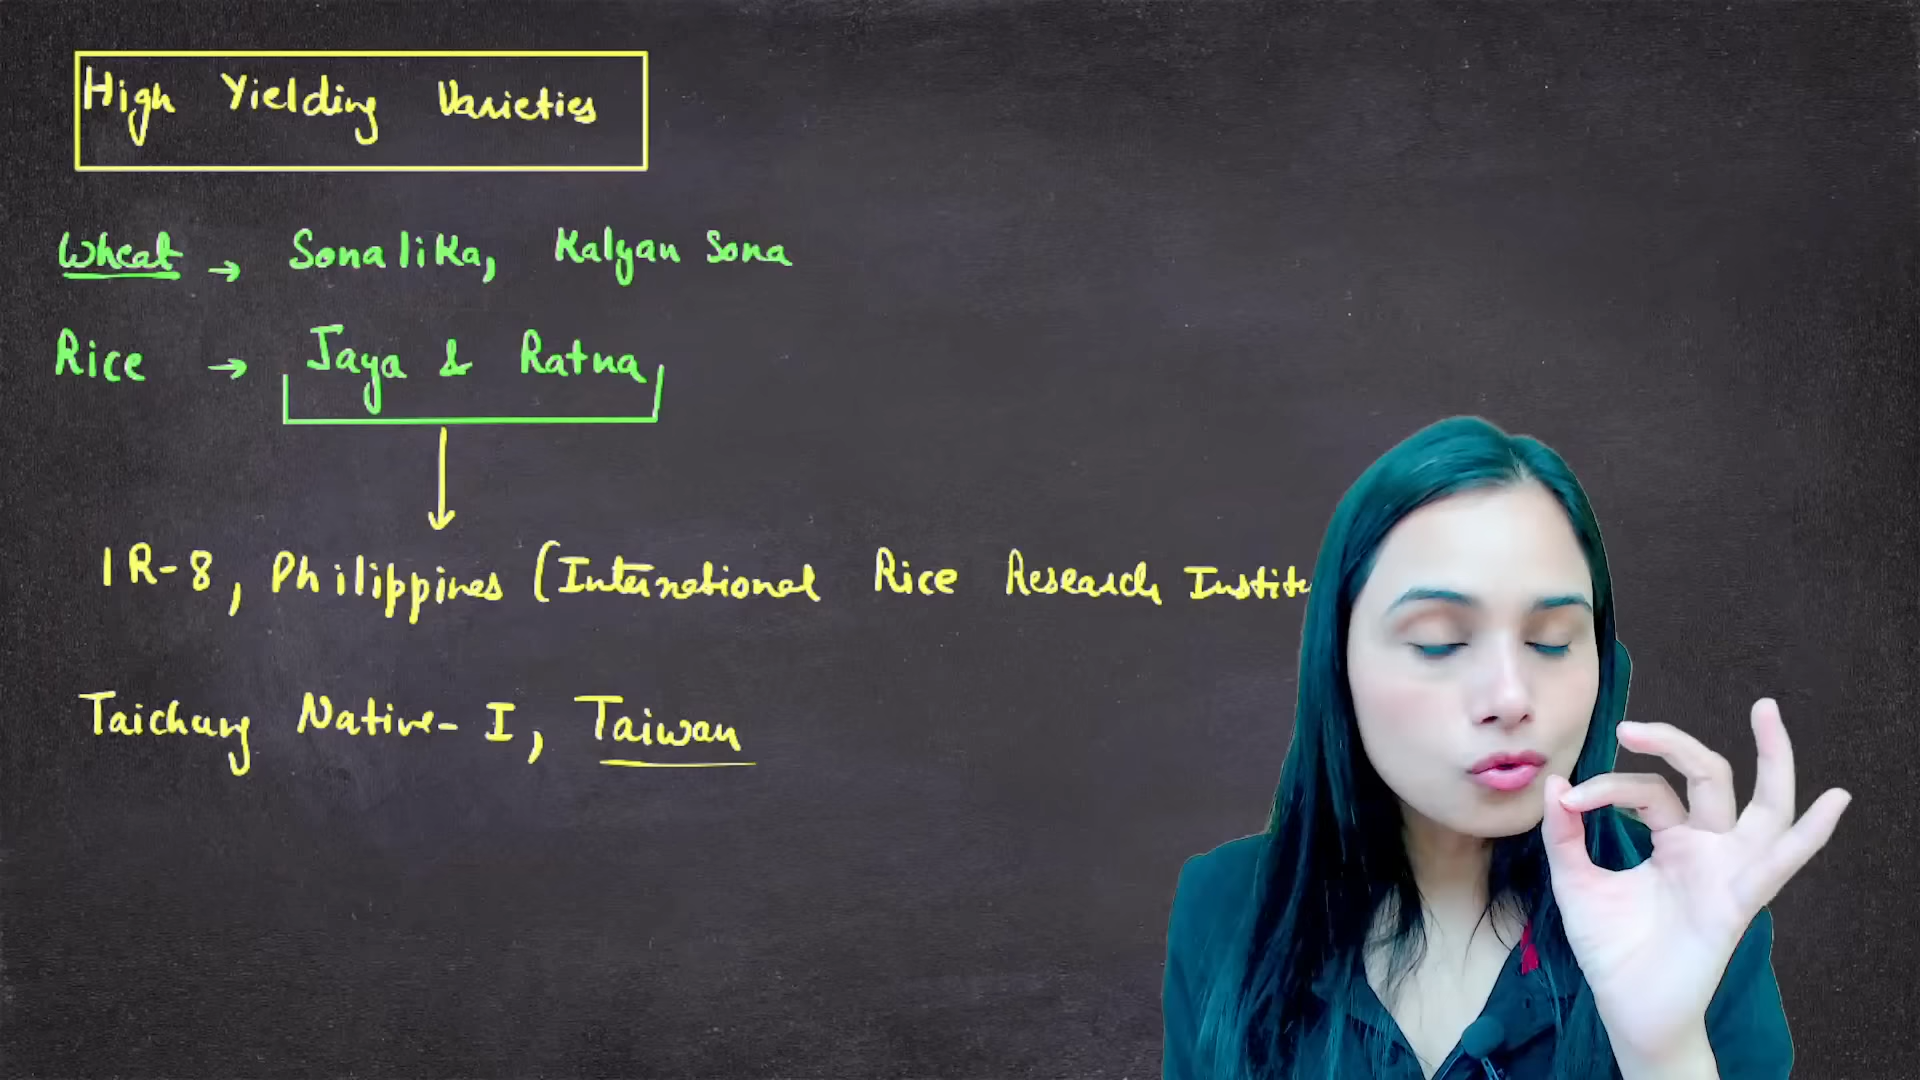 High Yielding Varieties
Wheat → Sonalika, Kalyan Sona
Rice → Jaya & Ratna
IR-8, Philippines (International Rice Research
Taichung Native-I, Taiwan